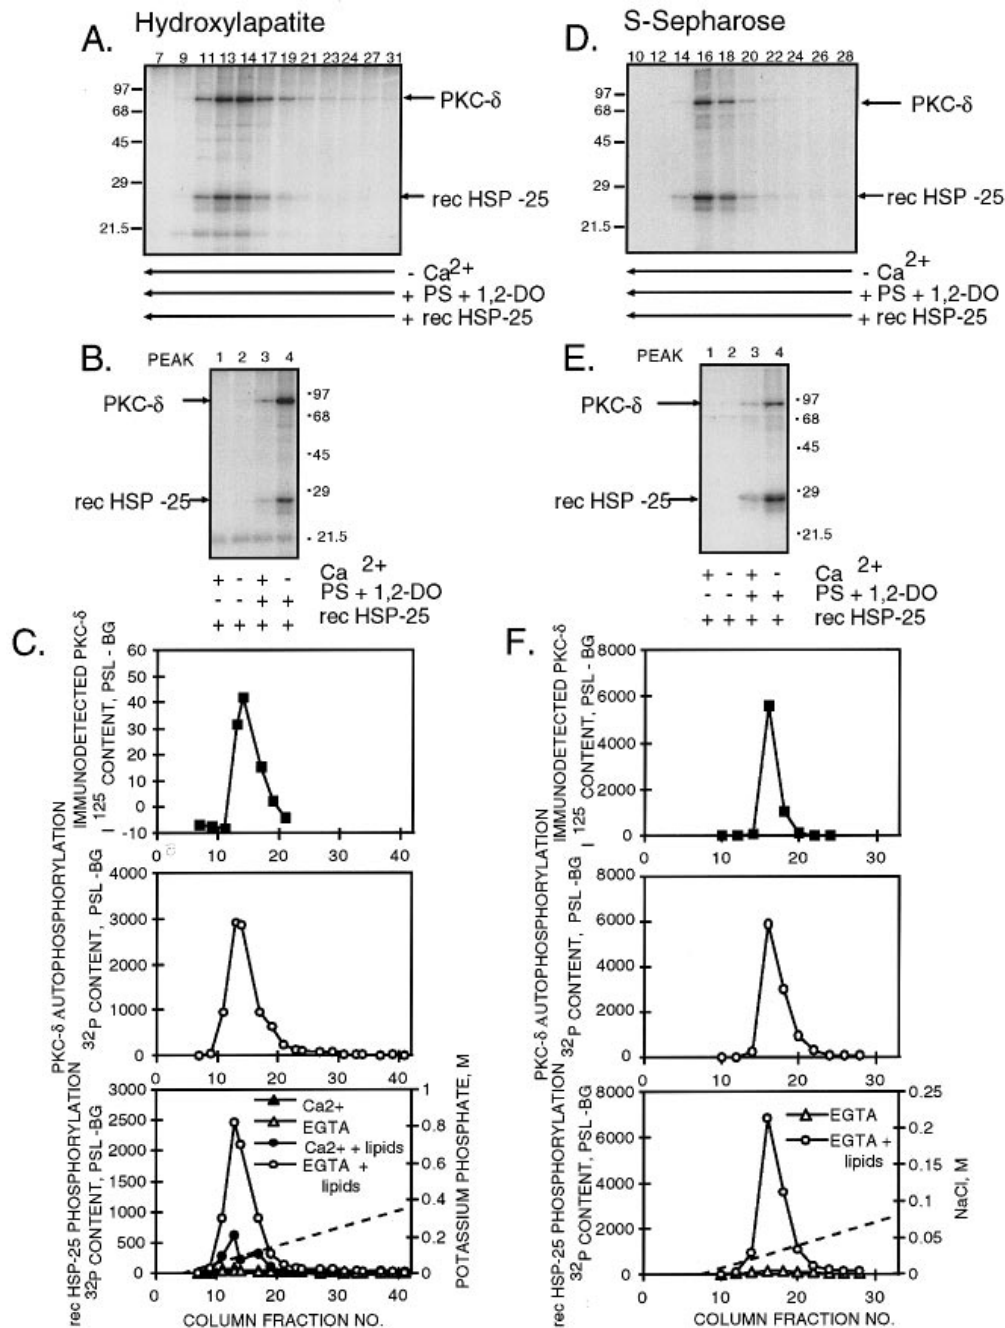 Hydroxylapatite
A.
7 9 11 13 14 17 19 21 23 24 27 31
97
68
45
29
21.5
PKC-δ
rec HSP -25
- Ca2+
+ PS + 1,2-DO
+ rec HSP-25
S-Sepharose
D.
10 12 14 16 18 20 22 24 26 28
97
68
45
29
21.5
PKC-δ
rec HSP -25
- Ca2+
+ PS + 1,2-DO
+ rec HSP-25
B.
PEAK 1 2 3 4
PKC-δ
rec HSP -25
·97
·68
·45
·29
·21.5
+ - + - Ca 2+
- - + + PS + 1,2-DO
+ + + + rec HSP-25
E.
PEAK 1 2 3 4
PKC-δ
rec HSP -25
·97
·68
·45
·29
·21.5
+ - + - Ca 2+
- - + + PS + 1,2-DO
+ + + + rec HSP-25
C.
IMMUNODETECTED PKC-δ
I 125 CONTENT, PSL - BG
60
50
40
30
20
10
0
-10
0 10 20 30 40
PKC-δ AUTOPHOSPHORYLATION
32P CONTENT, PSL -BG
4000
3000
2000
1000
0
0 10 20 30 40
rec HSP-25 PHOSPHORYLATION
32P CONTENT, PSL -BG
3000
2500
2000
1500
1000
500
0
Ca2+
EGTA
Ca2+ + lipids
EGTA + lipids
1
0.8
0.6
0.4
0.2
0
POTASSIUM PHOSPHATE, M
0 10 20 30 40
COLUMN FRACTION NO.
F.
IMMUNODETECTED PKC-δ
I 125 CONTENT, PSL - BG
8000
6000
4000
2000
0
0 10 20 30
PKC-δ AUTOPHOSPHORYLATION
32P CONTENT, PSL-BG
8000
6000
4000
2000
0
0 10 20 30
rec HSP-25 PHOSPHORYLATION
32P CONTENT, PSL-BG
8000
6000
4000
2000
0
EGTA
EGTA + lipids
0.25
0.2
0.15
0.1
0.05
0
NaCl, M
0 10 20 30
COLUMN FRACTION NO.